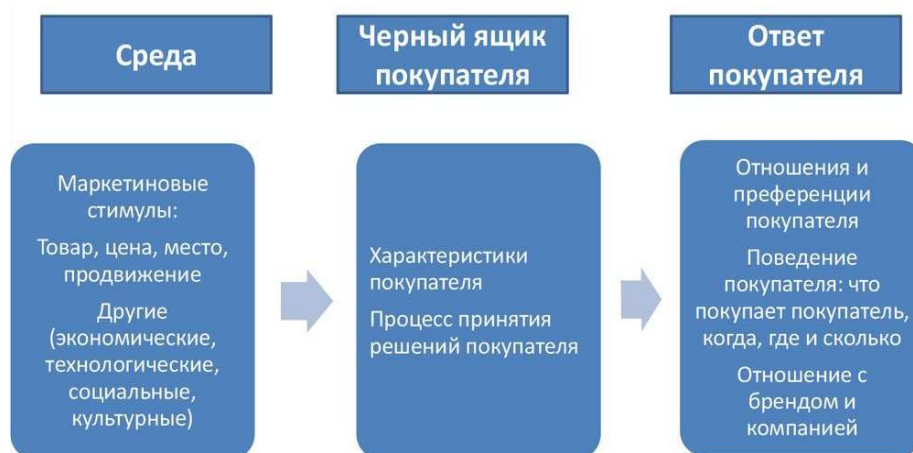 Среда
Черный ящик
покупателя
Ответ
покупателя
Маркетиновые
стимулы:
Товар, цена, место,
продвижение
Другие
(экономические,
технологические,
социальные,
культурные)
Характеристики
покупателя
Процесс принятия
решений покупателя
Отношения и
преференции
покупателя
Поведение
покупателя: что
покупает покупатель,
когда, где и сколько
Отношение с
брендом и
компанией